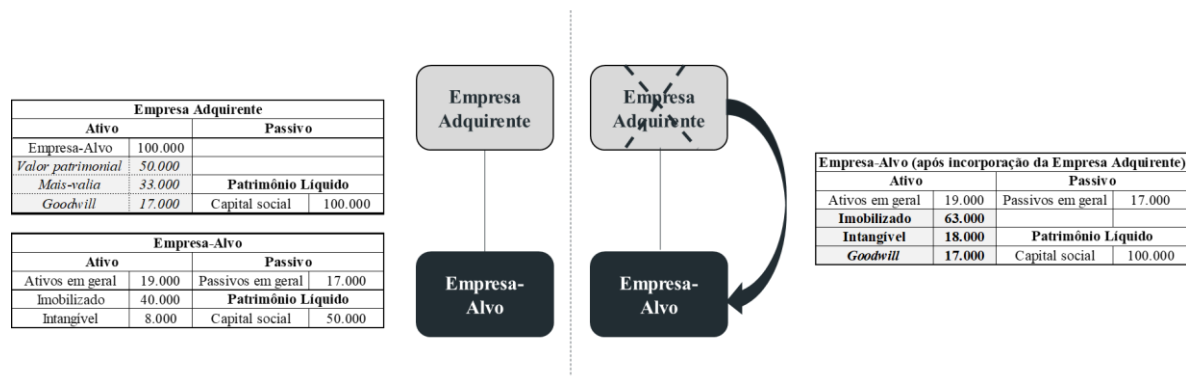 Empresa Adquirente
Ativo Passivo
Empresa-Alvo 100.000
Valor patrimonial 50.000
Mais-valia 33.000 Patrimônio Líquido
Goodwill 17.000 Capital social 100.000
Empresa-Alvo
Ativo Passivo
Ativos em geral 19.000 Passivos em geral 17.000
Imobilizado 40.000 Patrimônio Líquido
Intangível 8.000 Capital social 50.000
Empresa
Adquirente
Empresa-
Alvo
Empresa
Adquirente
Empresa-
Alvo
Empresa-Alvo (após incorporação da Empresa Adquirente)
Ativo Passivo
Ativos em geral 19.000 Passivos em geral 17.000
Imobilizado 63.000
Intangível 18.000 Patrimônio Líquido
Goodwill 17.000 Capital social 100.000